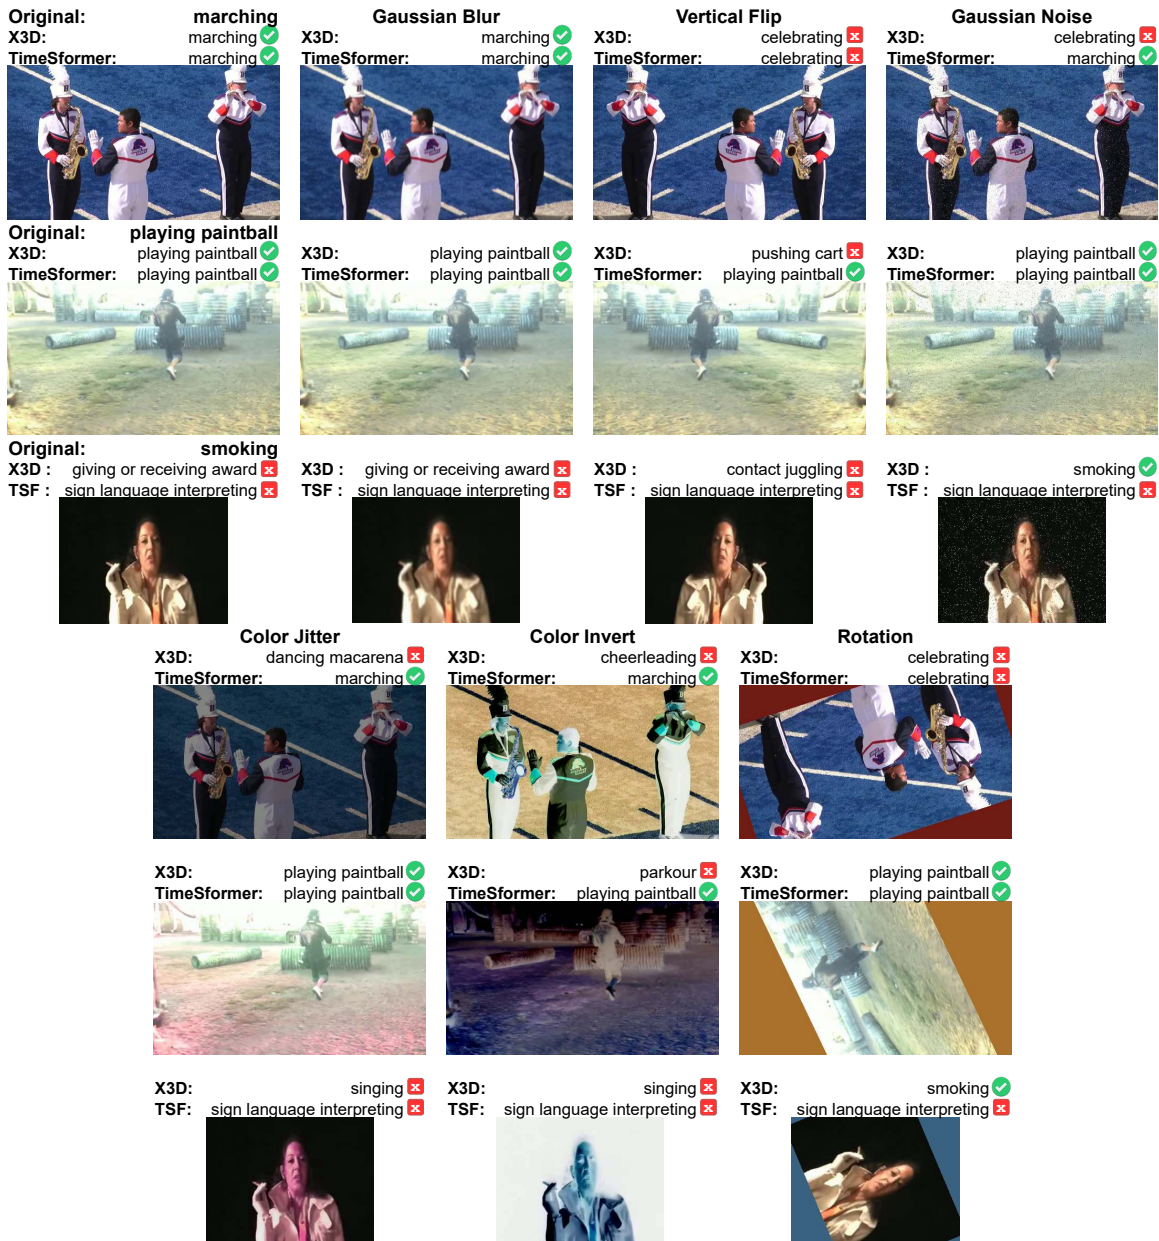 Original: marching Gaussian Blur Vertical Flip Gaussian Noise
X3D: marching X3D: marching X3D: celebrating X3D: celebrating
TimeSformer: marching TimeSformer: marching TimeSformer: celebrating TimeSformer: marching
Original: playing paintball
X3D: playing paintball X3D: playing paintball X3D: pushing cart X3D: playing paintball
TimeSformer: playing paintball TimeSformer: playing paintball TimeSformer: playing paintball TimeSformer: playing paintball
Original: smoking
X3D : giving or receiving award X3D : giving or receiving award X3D : contact juggling X3D : smoking
TSF : sign language interpreting TSF : sign language interpreting TSF : sign language interpreting TSF : sign language interpreting
Color Jitter Color Invert Rotation
X3D: dancing macarena X3D: cheerleading X3D: celebrating
TimeSformer: marching TimeSformer: marching TimeSformer: celebrating
X3D: playing paintball X3D: parkour X3D: playing paintball
TimeSformer: playing paintball TimeSformer: playing paintball TimeSformer: playing paintball
X3D: singing X3D: singing X3D: smoking
TSF: sign language interpreting TSF: sign language interpreting TSF: sign language interpreting